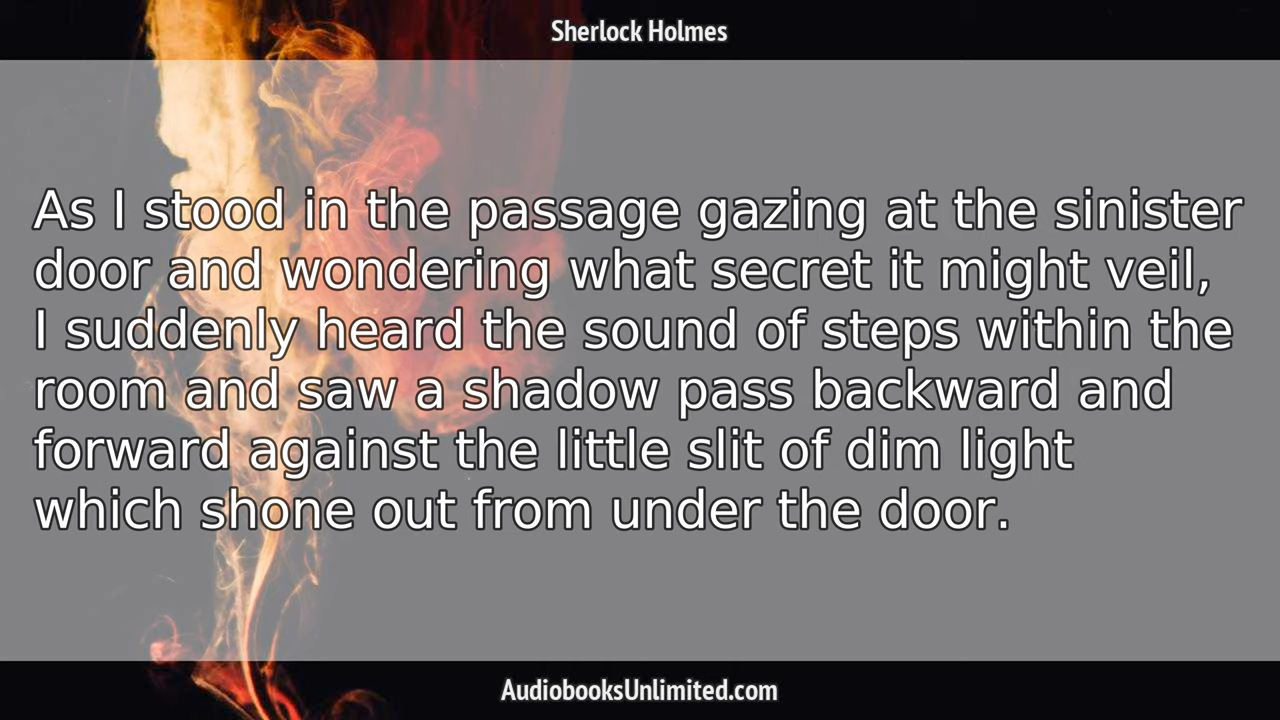 Sherlock Holmes
As I stood in the passage gazing at the sinister
door and wondering what secret it might veil,
I suddenly heard the sound of steps within the
room and saw a shadow pass backward and
forward against the little slit of dim light
which shone out from under the door.
AudiobooksUnlimited.com